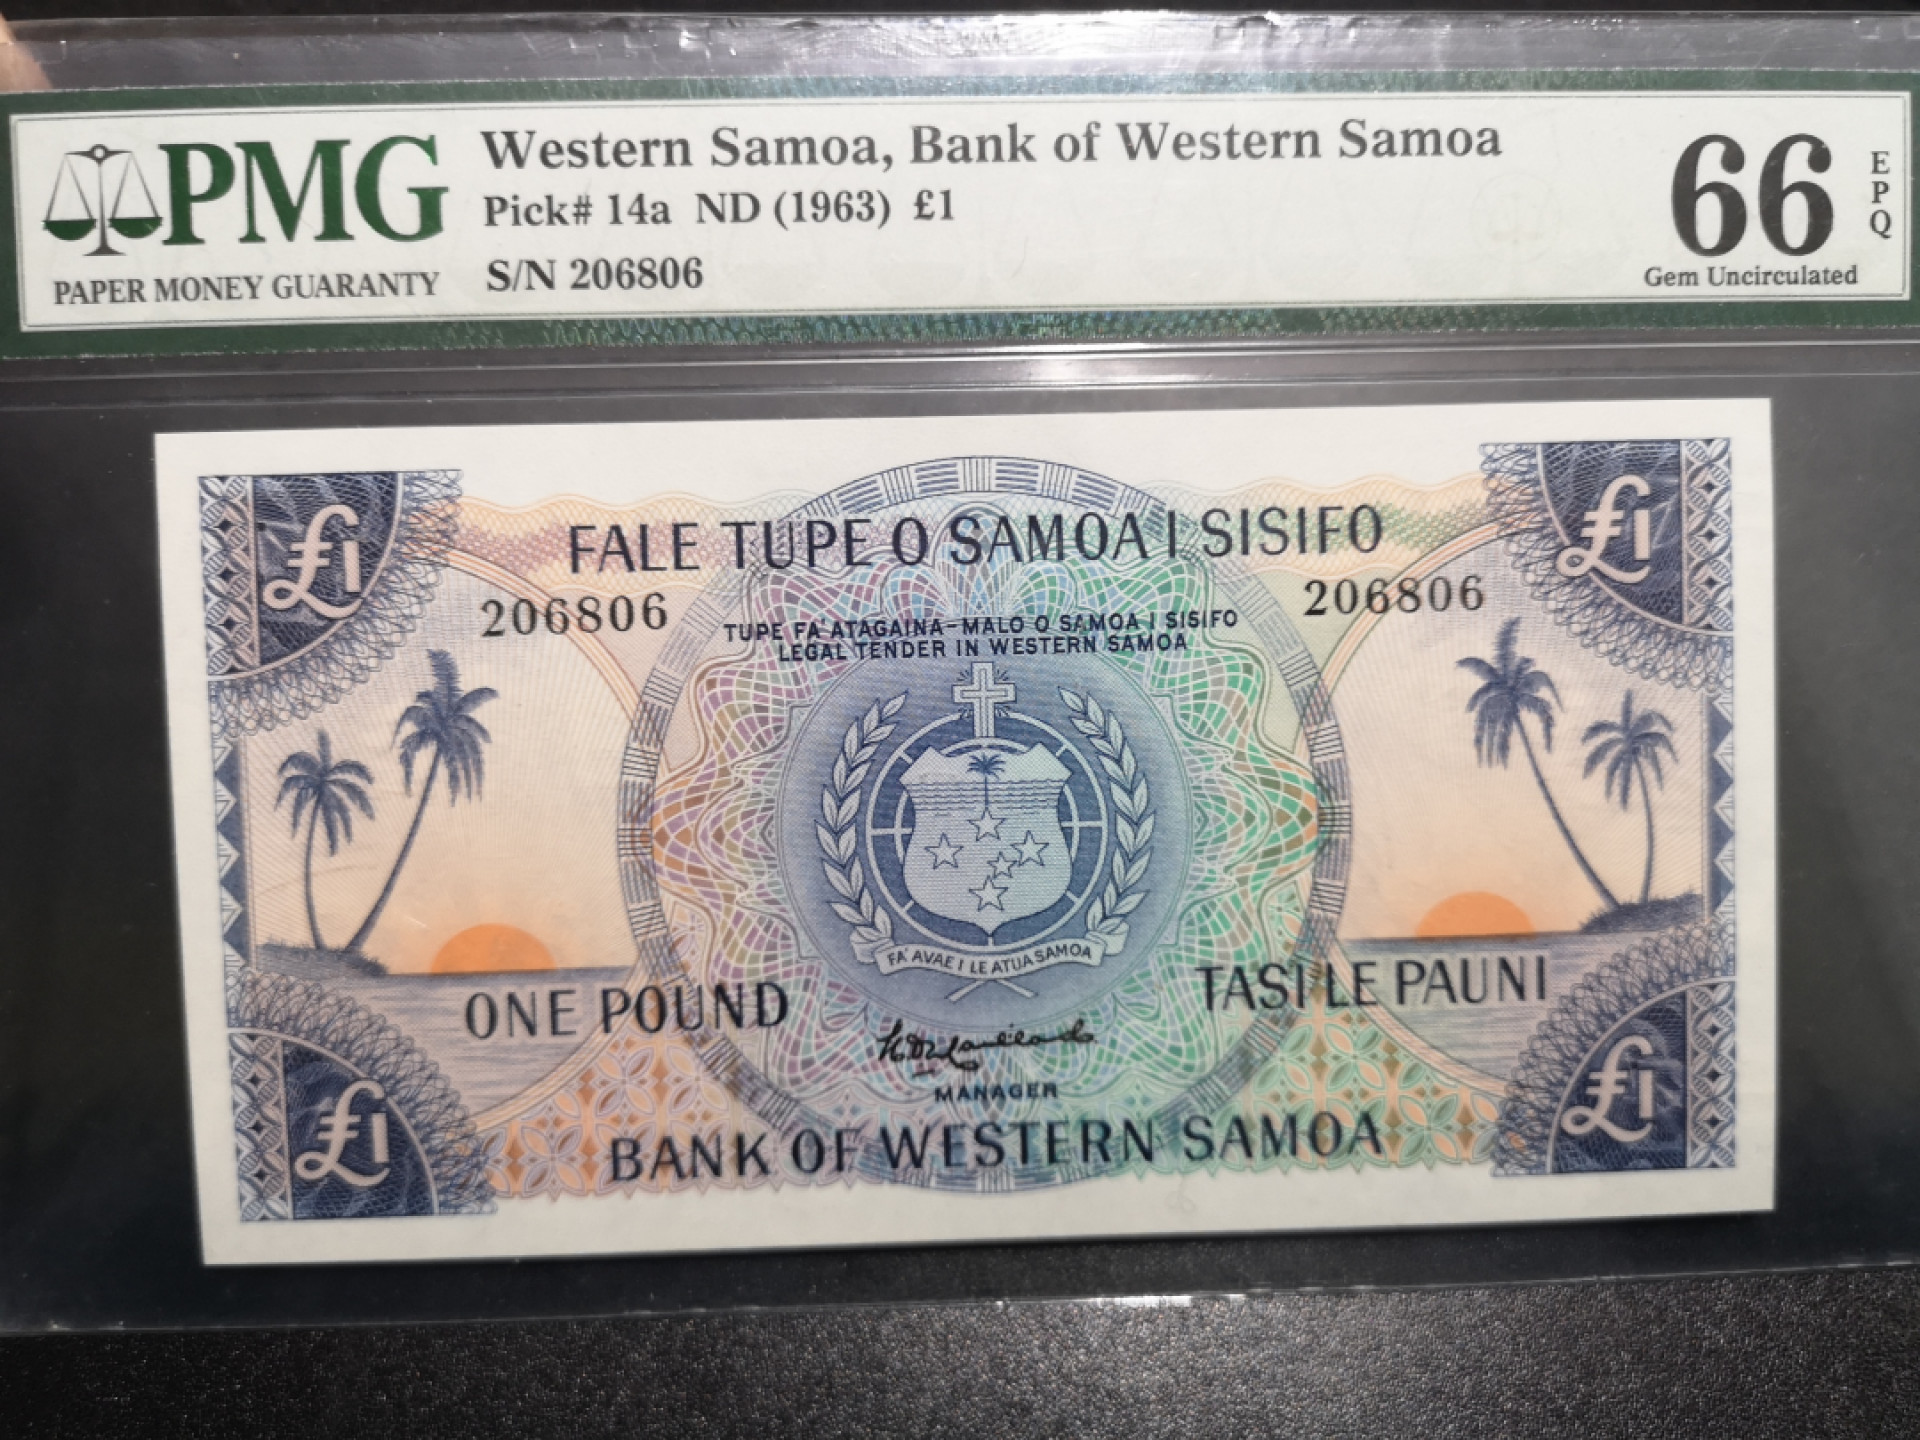 PMG
PAPER MONEY GUARANTY
Western Samoa, Bank of Western Samoa
Pick# 14a ND (1963) £1
S/N 206806
66
EPQ
Gem Uncirculated
£1
£1
FALE TUPE O SAMOA I SISIFO
206806
206806
TUPE FA'ATAGAINA-MALO O SAMOA I SISIFO
LEGAL TENDER IN WESTERN SAMOA
FA'AVAE I LE ATUA SAMOA
ONE POUND
TASI LE PAUNI
MANAGER
BANK OF WESTERN SAMOA
£1
£1